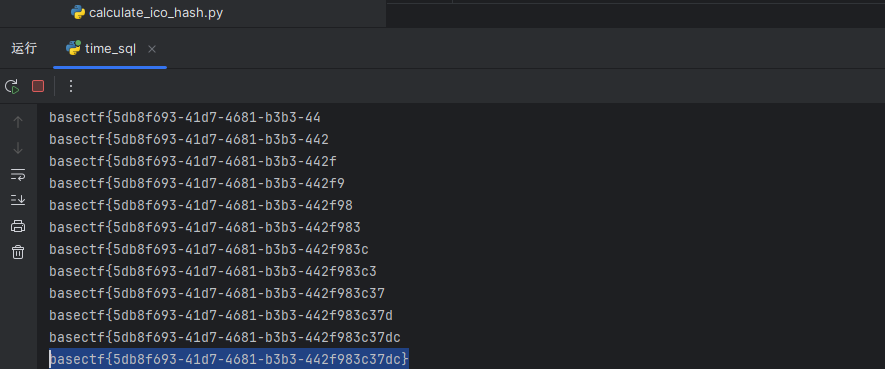 calculate_ico_hash.py
运行 time_sql
basectf{5db8f693-41d7-4681-b3b3-44
basectf{5db8f693-41d7-4681-b3b3-442
basectf{5db8f693-41d7-4681-b3b3-442f
basectf{5db8f693-41d7-4681-b3b3-442f9
basectf{5db8f693-41d7-4681-b3b3-442f98
basectf{5db8f693-41d7-4681-b3b3-442f983
basectf{5db8f693-41d7-4681-b3b3-442f983c
basectf{5db8f693-41d7-4681-b3b3-442f983c3
basectf{5db8f693-41d7-4681-b3b3-442f983c37
basectf{5db8f693-41d7-4681-b3b3-442f983c37d
basectf{5db8f693-41d7-4681-b3b3-442f983c37dc
basectf{5db8f693-41d7-4681-b3b3-442f983c37dc}